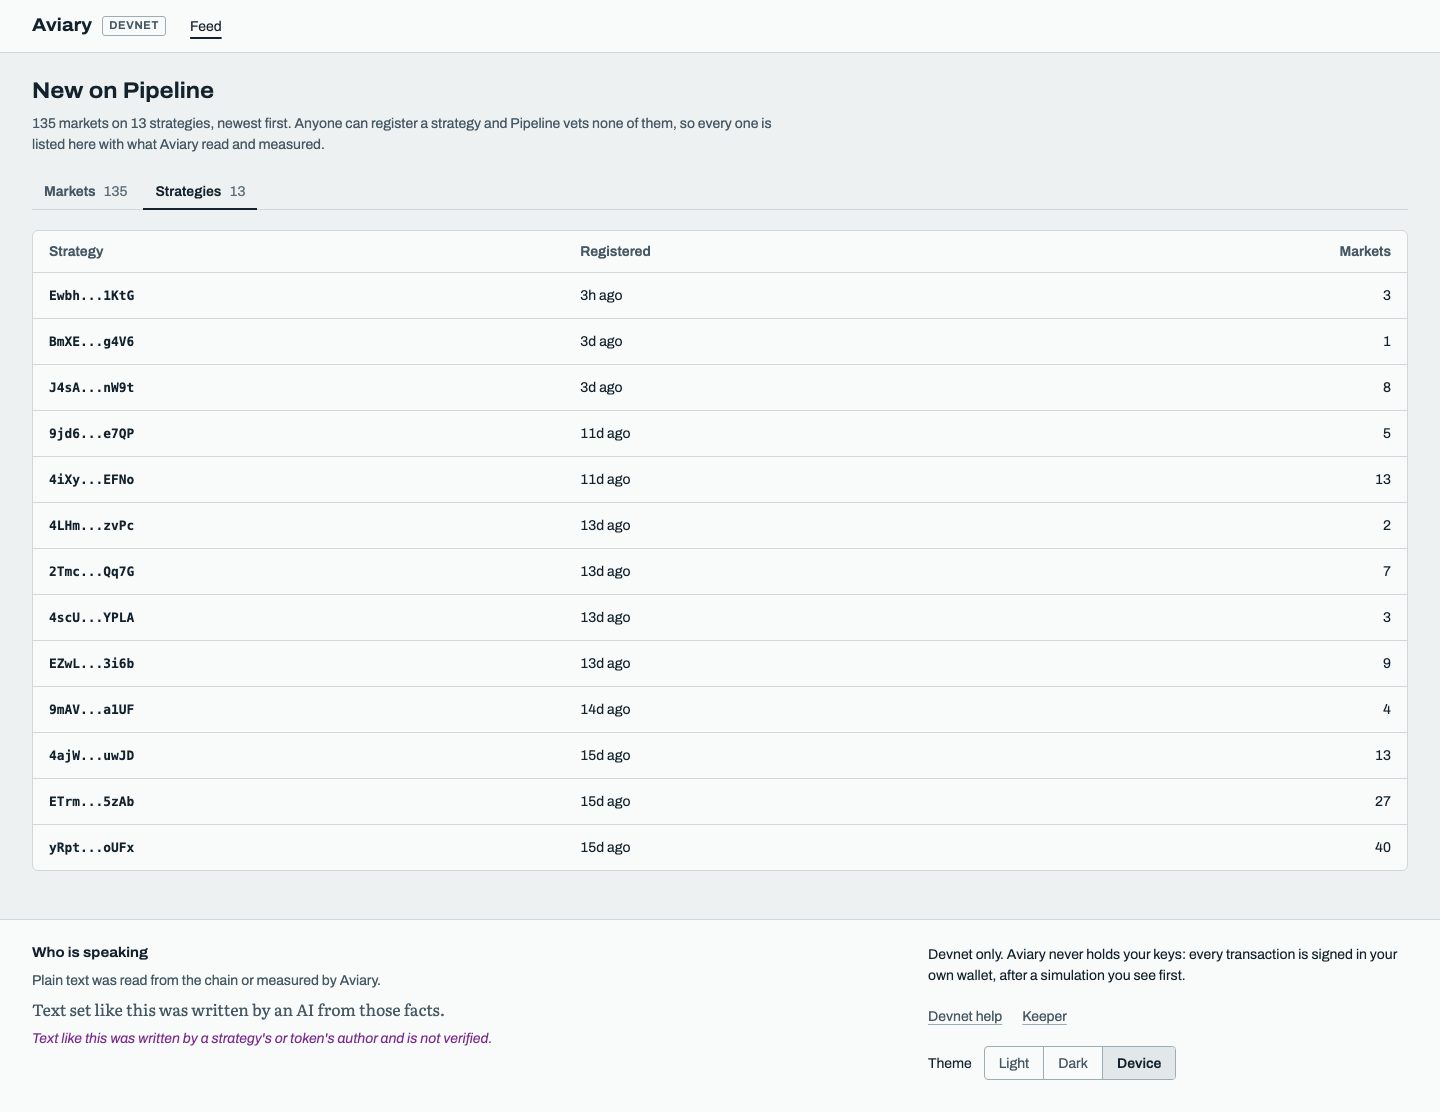 Aviary DEVNET Feed
New on Pipeline
135 markets on 13 strategies, newest first. Anyone can register a strategy and Pipeline vets none of them, so every one is
listed here with what Aviary read and measured.
Markets 135 Strategies 13
Strategy Registered Markets
Ewbh...1KtG 3h ago 3
BmXE...g4V6 3d ago 1
J4sA...nW9t 3d ago 8
9jd6...e7QP 11d ago 5
4iXy...EFNo 11d ago 13
4LHm...zvPc 13d ago 2
2Tmc...Qq7G 13d ago 7
4scU...YPLA 13d ago 3
EZwL...3i6b 13d ago 9
9mAV...a1UF 14d ago 4
4ajW...uwJD 15d ago 13
ETrm...5zAb 15d ago 27
yRpt...oUFx 15d ago 40
Who is speaking
Plain text was read from the chain or measured by Aviary.
Text set like this was written by an AI from those facts.
Text like this was written by a strategy's or token's author and is not verified.
Devnet only. Aviary never holds your keys: every transaction is signed in your
own wallet, after a simulation you see first.
Devnet help Keeper
Theme Light Dark Device